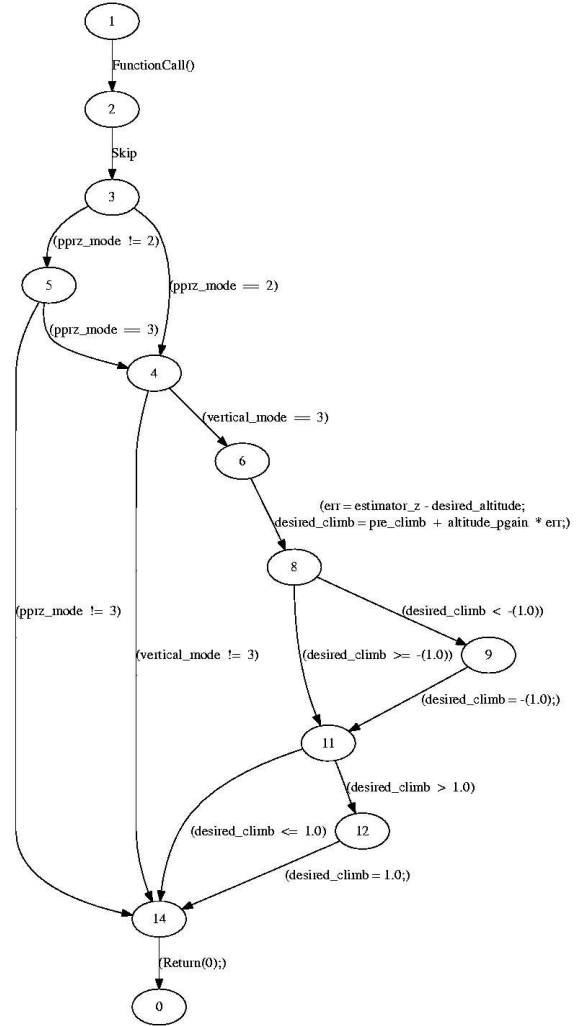 1
FunctionCall()
2
Skip
3
(pprz_mode != 2)
5
(pprz_mode == 2)
(pprz_mode == 3)
4
(vertical_mode == 3)
6
(err = estimator_z - desired_altitude;
desired_climb = pre_climb + altitude_pgain * err;)
8
(pprz_mode != 3)
(vertical_mode != 3)
(desired_climb >= -(1.0))
(desired_climb < -(1.0))
9
(desired_climb = -(1.0);)
11
(desired_climb > 1.0)
(desired_climb <= 1.0)
12
(desired_climb = 1.0;)
14
(Return(0);)
0